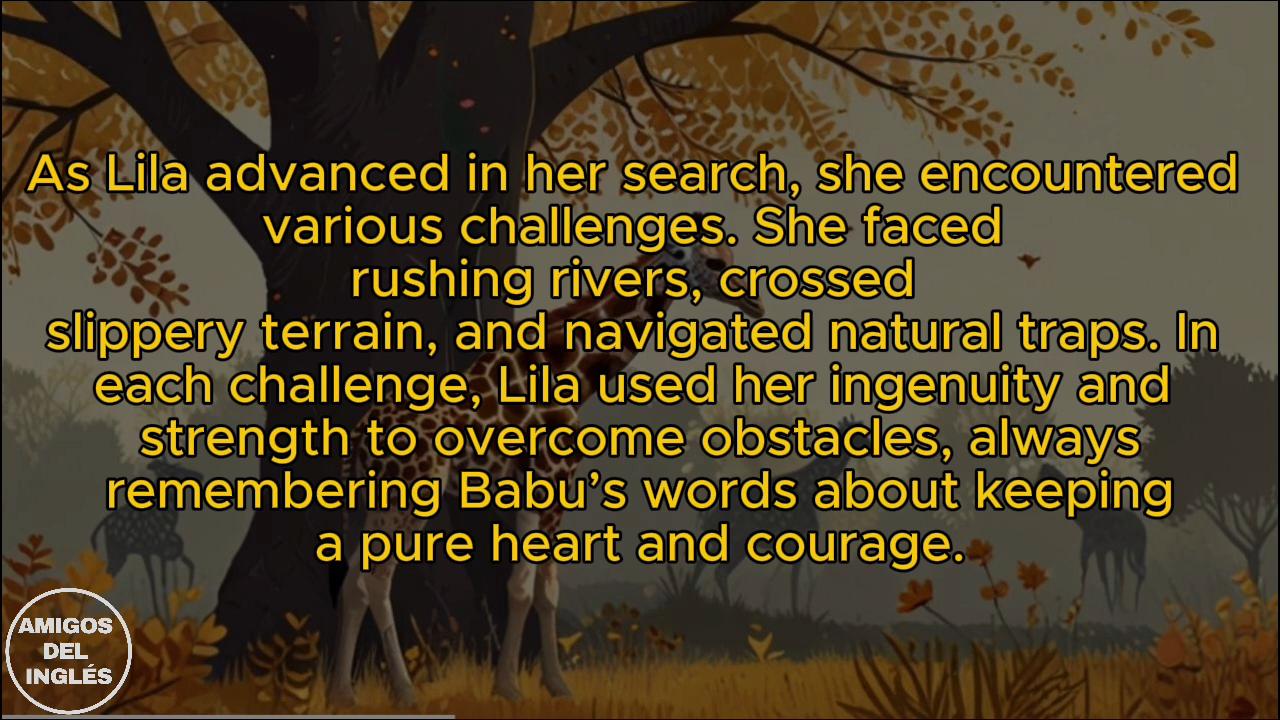 As Lila advanced in her search, she encountered
various challenges. She faced
rushing rivers, crossed
slippery terrain, and navigated natural traps. In
each challenge, Lila used her ingenuity and
strength to overcome obstacles, always
remembering Babu’s words about keeping
a pure heart and courage.
AMIGOS
DEL
INGLÉS